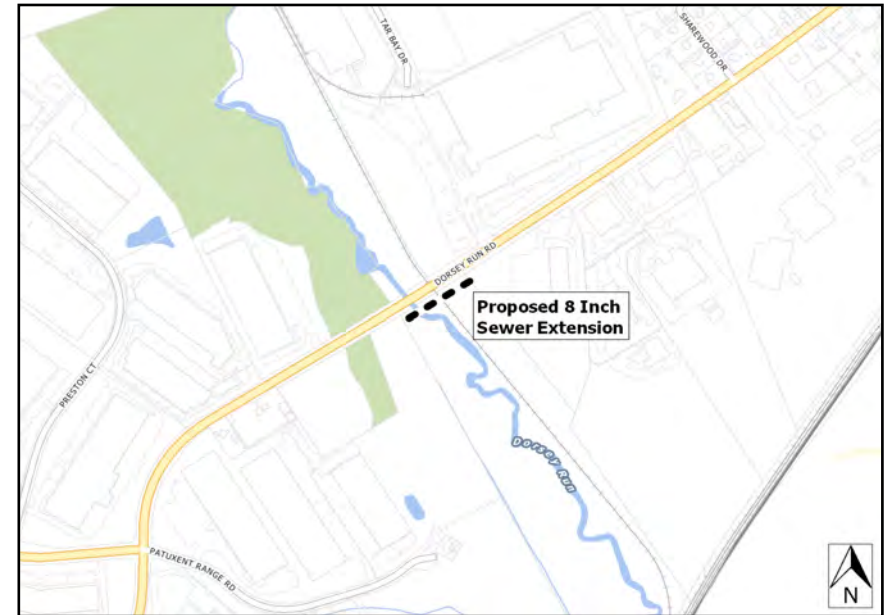 TAR BAY DR
SHAREWOOD DR
DORSEY RUN RD
Proposed 8 Inch
Sewer Extension
PRESTON CT
Dorsey Run
PATUXENT RANGE RD
N